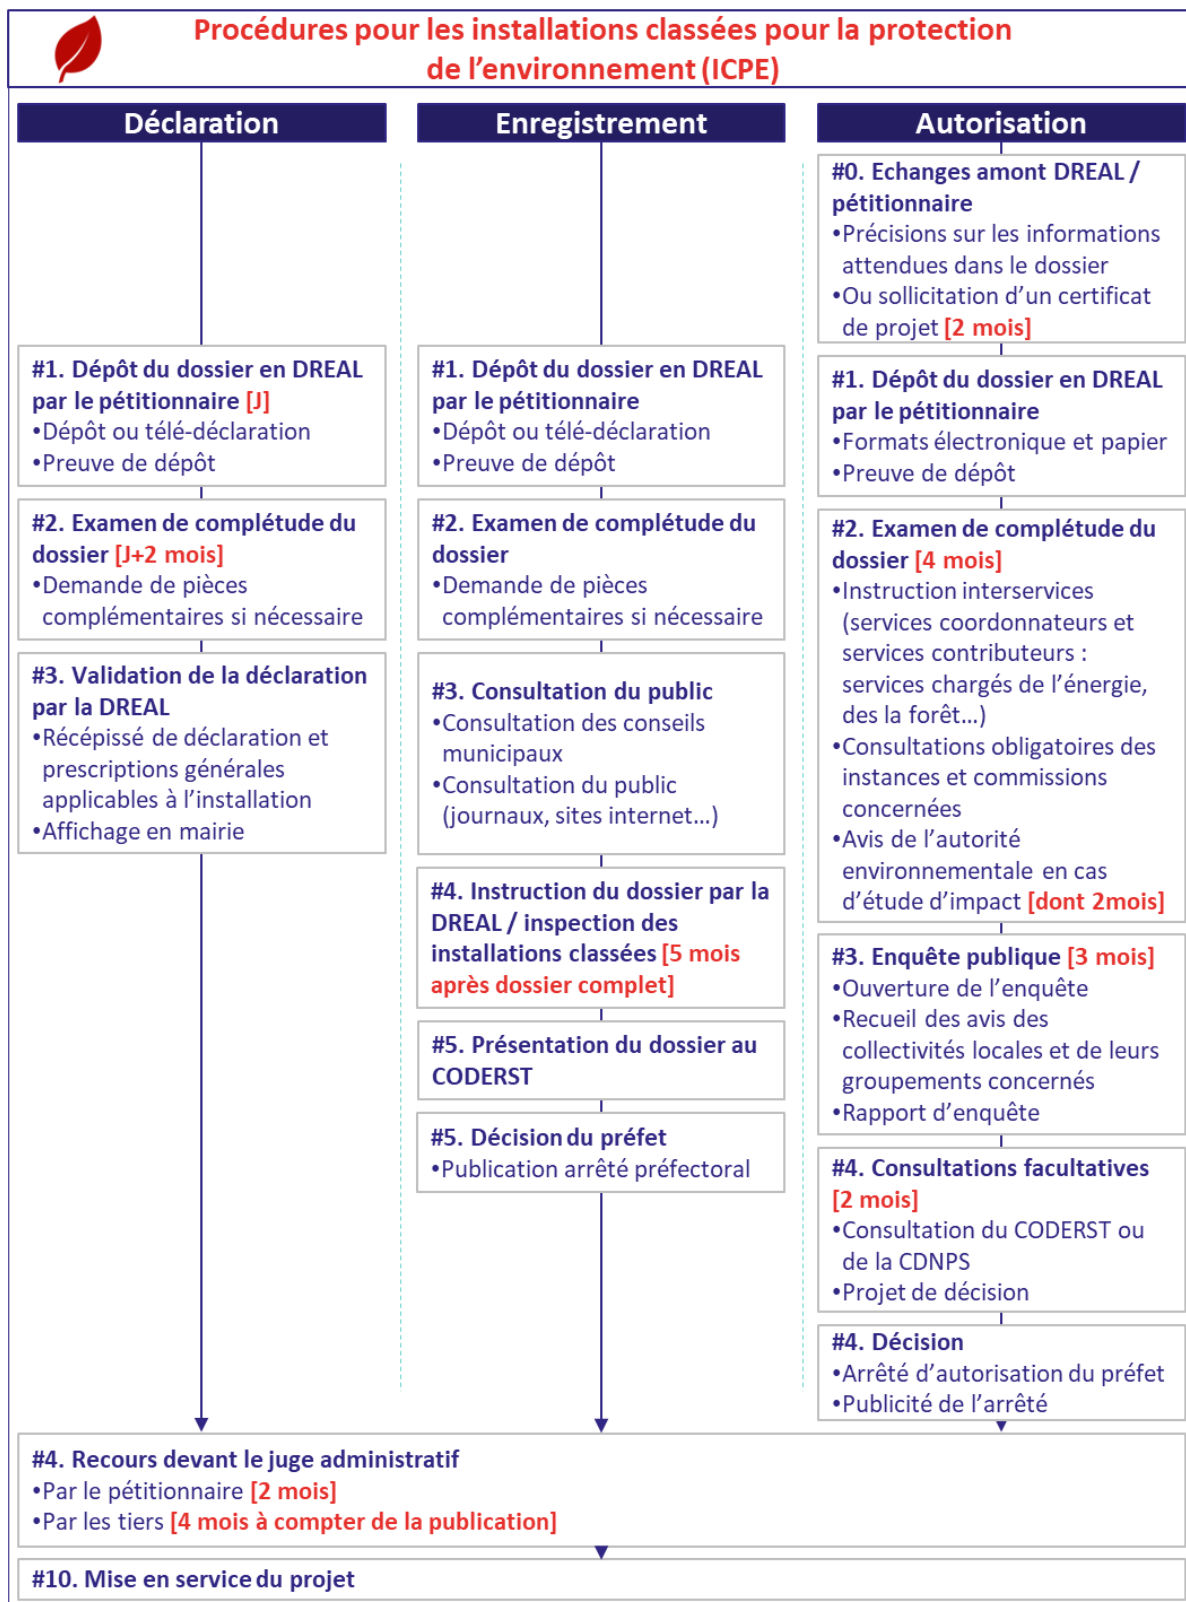 Procédures pour les installations classées pour la protection
de l'environnement (ICPE)
Déclaration
#1. Dépôt du dossier en DREAL
par le pétitionnaire [J]
•Dépôt ou télé-déclaration
•Preuve de dépôt
#2. Examen de complétude du
dossier [J+2 mois]
•Demande de pièces
complémentaires si nécessaire
#3. Validation de la déclaration
par la DREAL
•Récépissé de déclaration et
prescriptions générales
applicables à l'installation
•Affichage en mairie
Enregistrement
#1. Dépôt du dossier en DREAL
par le pétitionnaire
•Dépôt ou télé-déclaration
•Preuve de dépôt
#2. Examen de complétude du
dossier
•Demande de pièces
complémentaires si nécessaire
#3. Consultation du public
•Consultation des conseils
municipaux
•Consultation du public
(journaux, sites internet…)
#4. Instruction du dossier par la
DREAL / inspection des
installations classées [5 mois
après dossier complet]
#5. Présentation du dossier au
CODERST
#5. Décision du préfet
•Publication arrêté préfectoral
Autorisation
#0. Echanges amont DREAL /
pétitionnaire
•Précisions sur les informations
attendues dans le dossier
•Ou sollicitation d'un certificat
de projet [2 mois]
#1. Dépôt du dossier en DREAL
par le pétitionnaire
•Formats électronique et papier
•Preuve de dépôt
#2. Examen de complétude du
dossier [4 mois]
•Instruction interservices
(services coordonnateurs et
services contributeurs :
services chargés de l'énergie,
des la forêt…)
•Consultations obligatoires des
instances et commissions
concernées
•Avis de l'autorité
environnementale en cas
d'étude d'impact [dont 2mois]
#3. Enquête publique [3 mois]
•Ouverture de l'enquête
•Recueil des avis des
collectivités locales et de leurs
groupements concernés
•Rapport d'enquête
#4. Consultations facultatives
[2 mois]
•Consultation du CODERST ou
de la CDNPS
•Projet de décision
#4. Décision
•Arrêté d'autorisation du préfet
•Publicité de l'arrêté
#4. Recours devant le juge administratif
•Par le pétitionnaire [2 mois]
•Par les tiers [4 mois à compter de la publication]
#10. Mise en service du projet